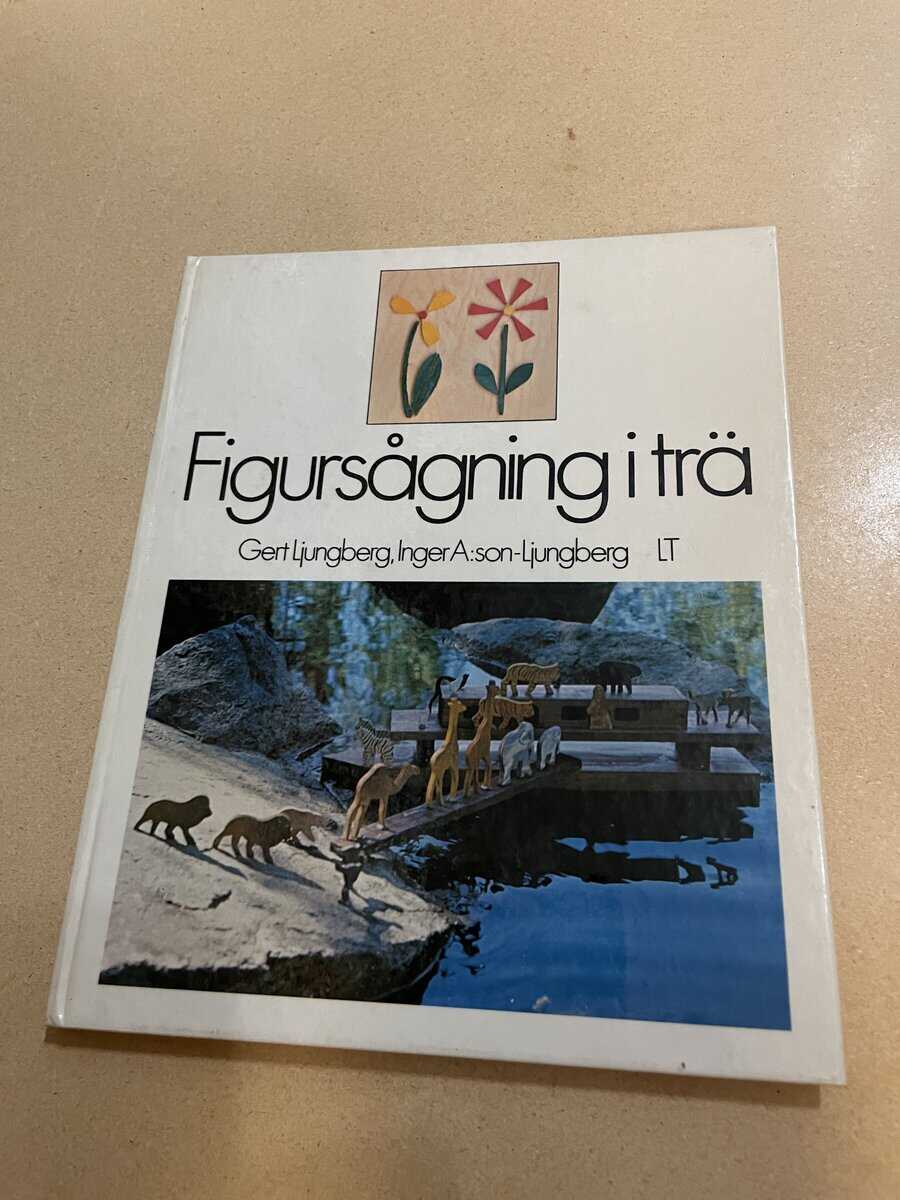 Figursågning i trä
Gert Ljungberg, Inger A:son-Ljungberg LT